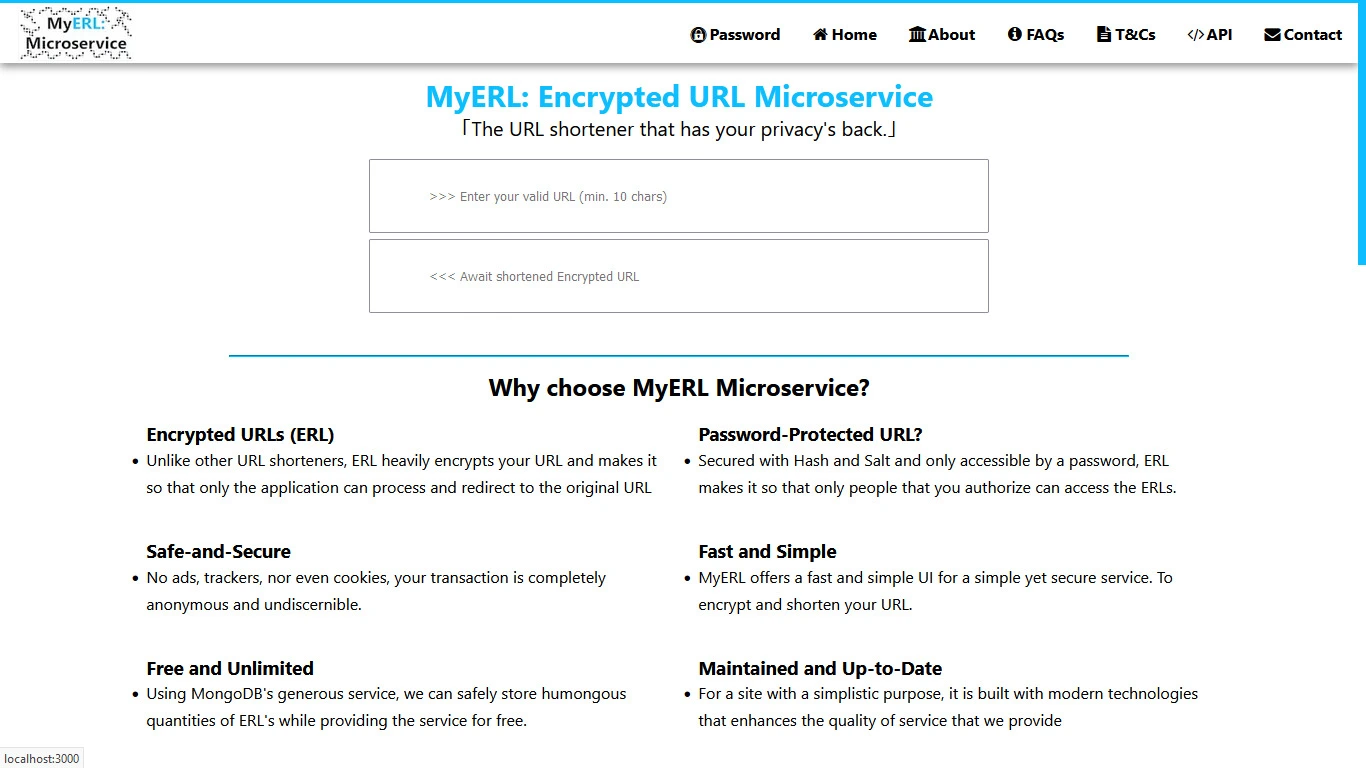 MyERL:
Microservice
Password Home About FAQs T&Cs </> API Contact
MyERL: Encrypted URL Microservice
「The URL shortener that has your privacy's back.」
>>> Enter your valid URL (min. 10 chars)
<<< Await shortened Encrypted URL
Why choose MyERL Microservice?
Encrypted URLs (ERL)
• Unlike other URL shorteners, ERL heavily encrypts your URL and makes it
so that only the application can process and redirect to the original URL
Password-Protected URL?
• Secured with Hash and Salt and only accessible by a password, ERL
makes it so that only people that you authorize can access the ERLs.
Safe-and-Secure
• No ads, trackers, nor even cookies, your transaction is completely
anonymous and undiscernible.
Fast and Simple
• MyERL offers a fast and simple UI for a simple yet secure service. To
encrypt and shorten your URL.
Free and Unlimited
• Using MongoDB's generous service, we can safely store humongous
quantities of ERL's while providing the service for free.
Maintained and Up-to-Date
• For a site with a simplistic purpose, it is built with modern technologies
that enhances the quality of service that we provide
localhost:3000